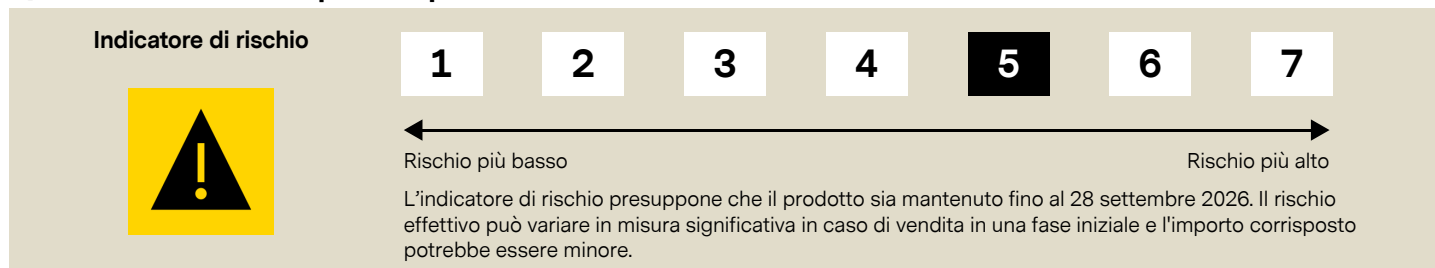 Indicatore di rischio
1 2 3 4 5 6 7
Rischio più basso
Rischio più alto
L'indicatore di rischio presuppone che il prodotto sia mantenuto fino al 28 settembre 2026. Il rischio
effettivo può variare in misura significativa in caso di vendita in una fase iniziale e l'importo corrisposto
potrebbe essere minore.